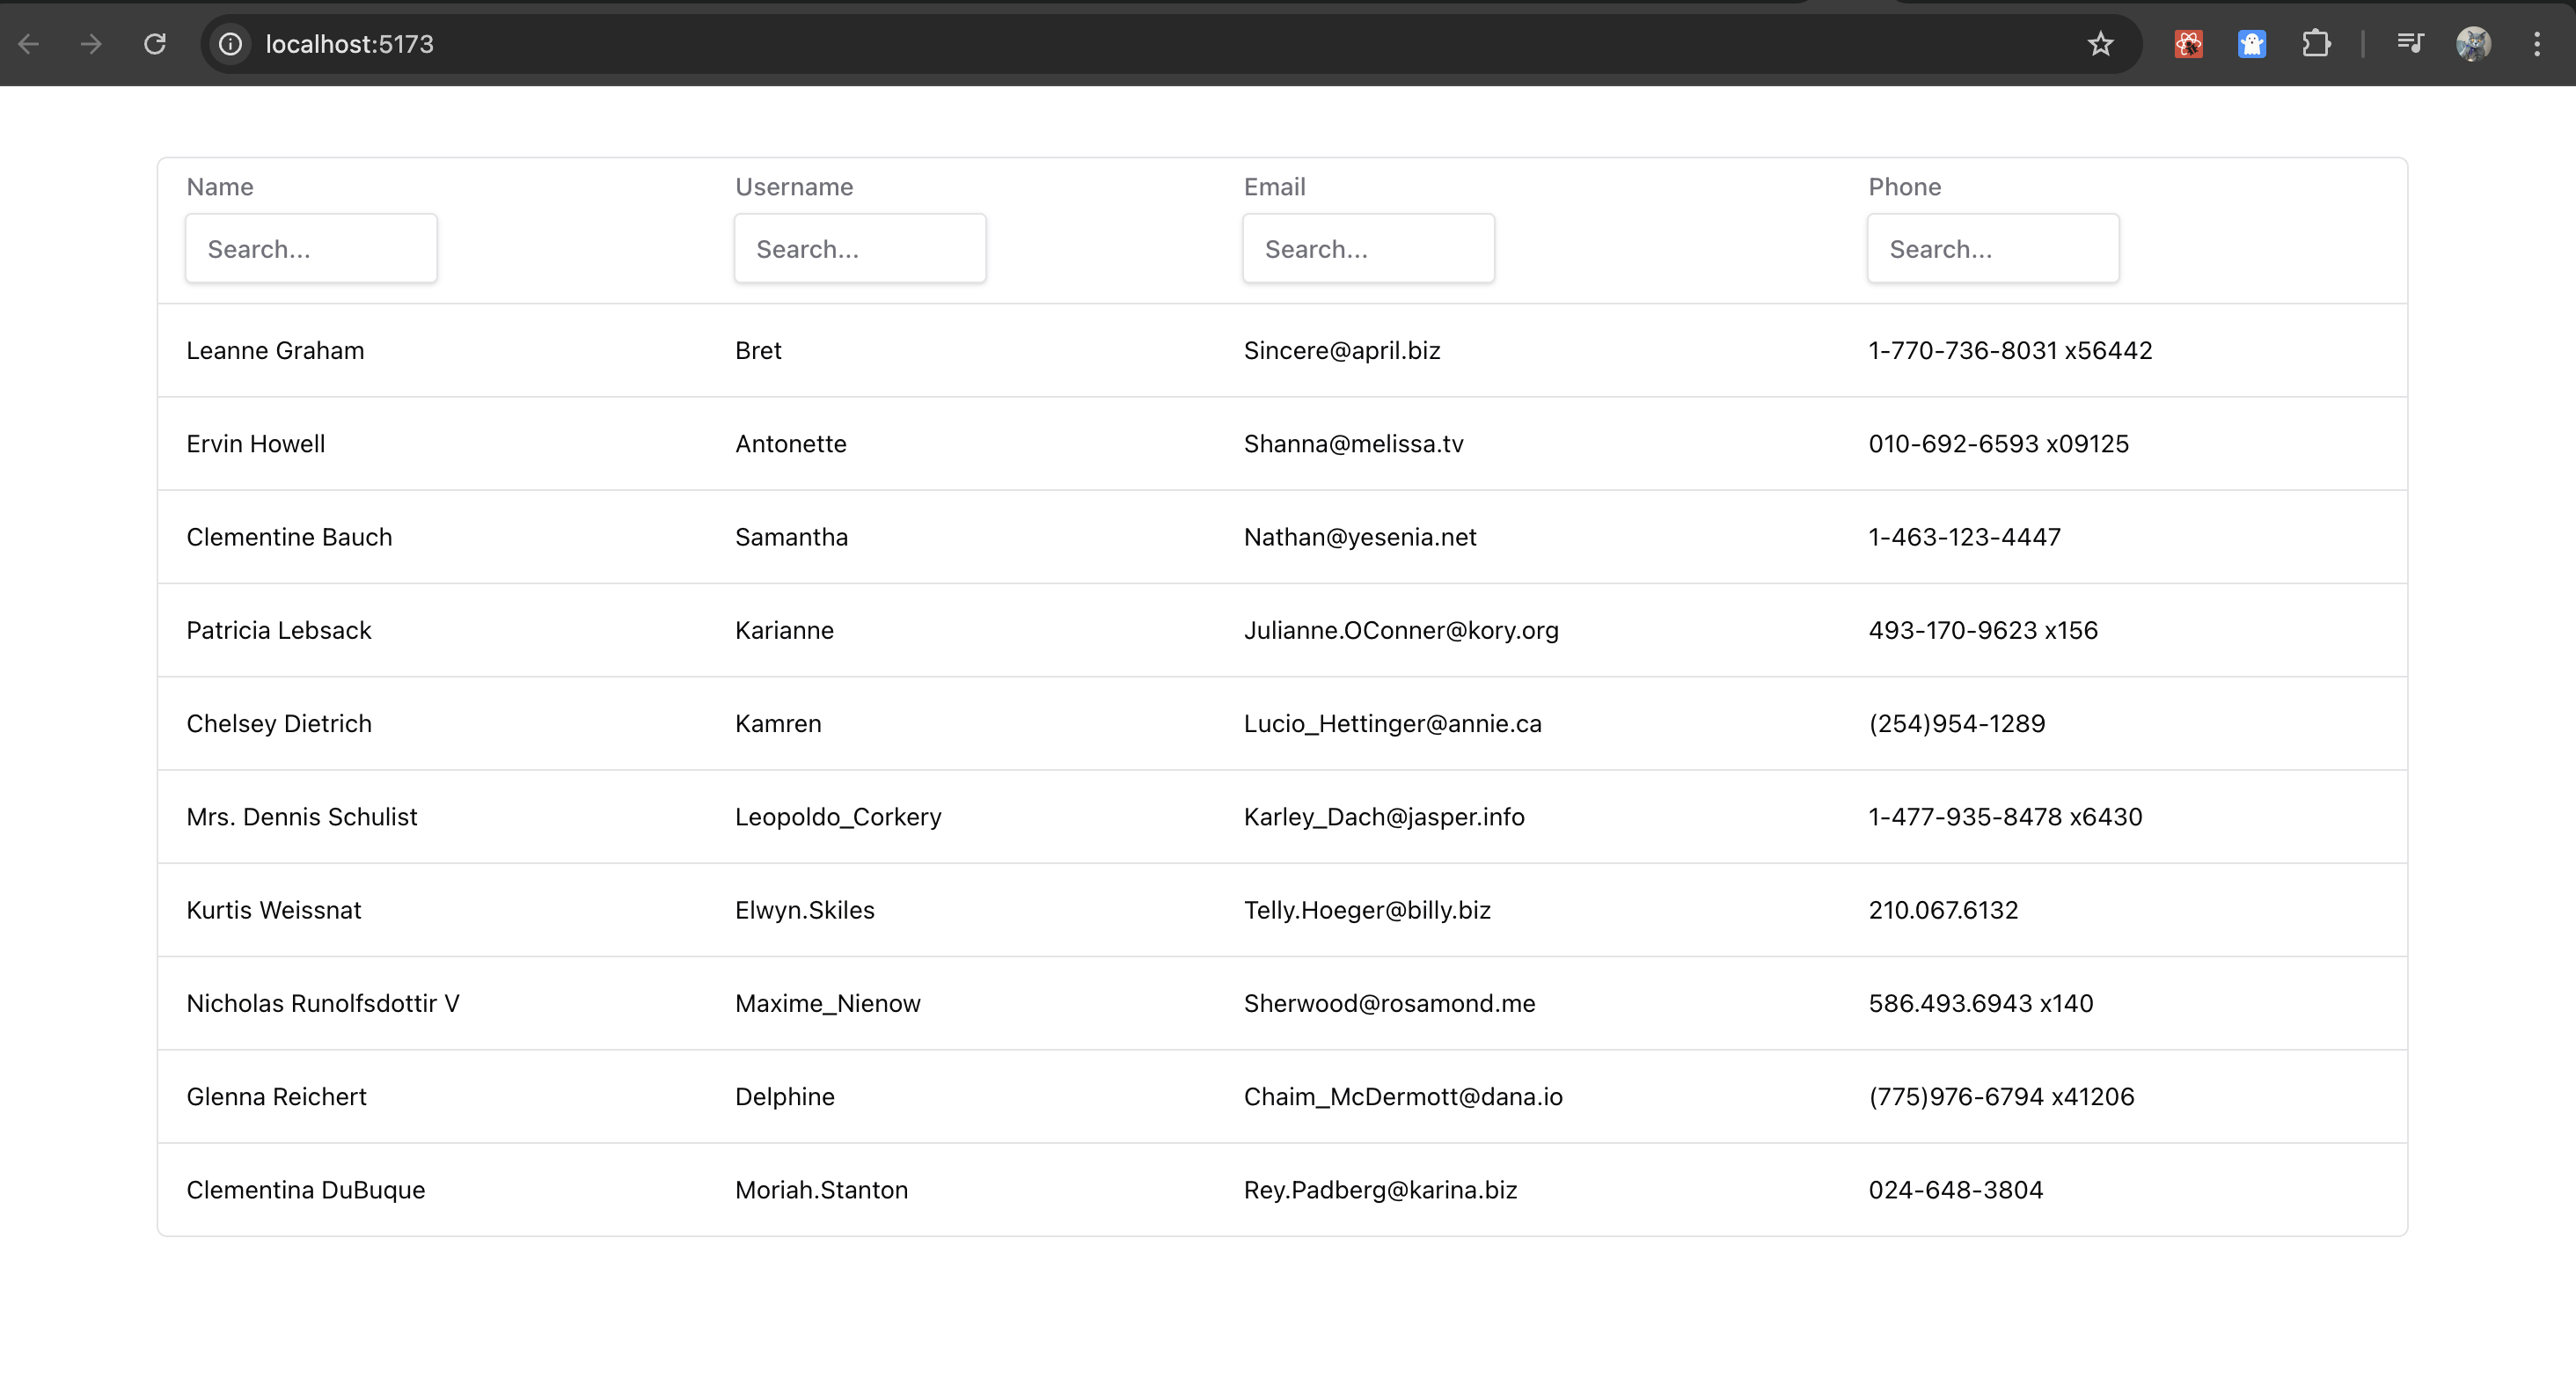 localhost:5173
Name Username Email Phone
Search... Search... Search... Search...
Leanne Graham Bret Sincere@april.biz 1-770-736-8031 x56442
Ervin Howell Antonette Shanna@melissa.tv 010-692-6593 x09125
Clementine Bauch Samantha Nathan@yesenia.net 1-463-123-4447
Patricia Lebsack Karianne Julianne.OConner@kory.org 493-170-9623 x156
Chelsey Dietrich Kamren Lucio_Hettinger@annie.ca (254)954-1289
Mrs. Dennis Schulist Leopoldo_Corkery Karley_Dach@jasper.info 1-477-935-8478 x6430
Kurtis Weissnat Elwyn.Skiles Telly.Hoeger@billy.biz 210.067.6132
Nicholas Runolfsdottir V Maxime_Nienow Sherwood@rosamond.me 586.493.6943 x140
Glenna Reichert Delphine Chaim_McDermott@dana.io (775)976-6794 x41206
Clementina DuBuque Moriah.Stanton Rey.Padberg@karina.biz 024-648-3804